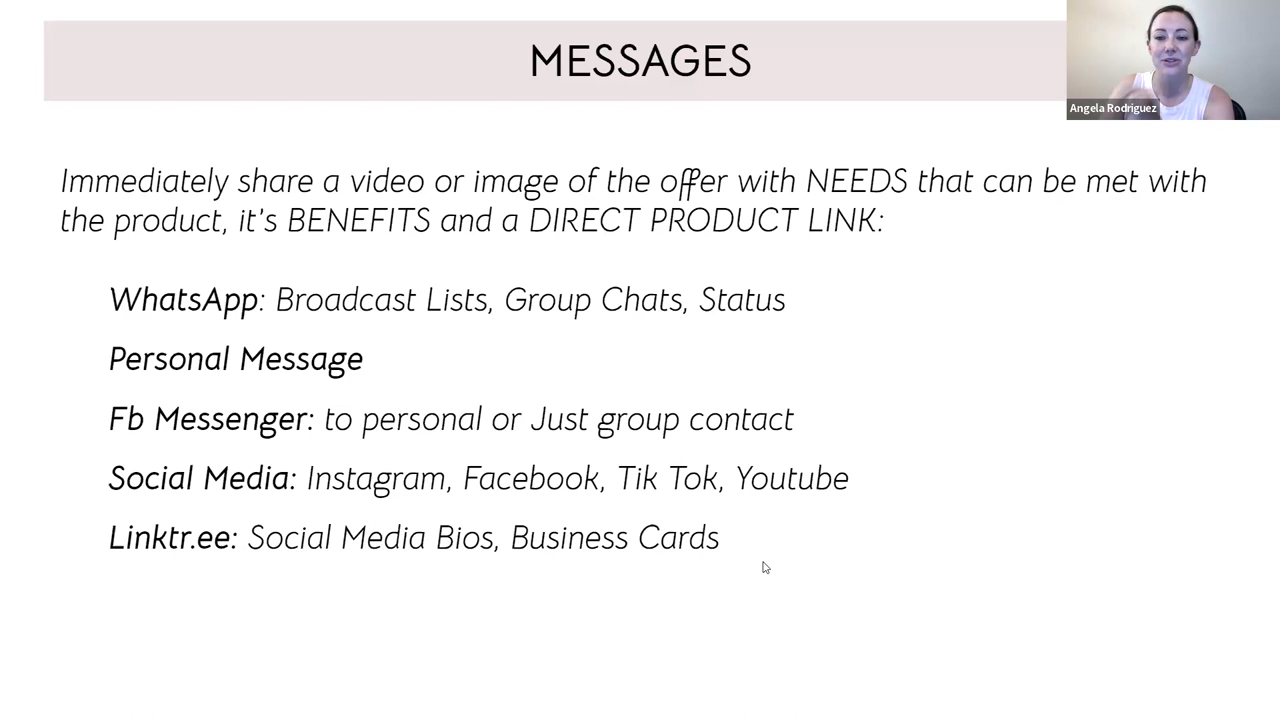 MESSAGES
Angela Rodriguez
Immediately share a video or image of the offer with NEEDS that can be met with
the product, it's BENEFITS and a DIRECT PRODUCT LINK:
WhatsApp: Broadcast Lists, Group Chats, Status
Personal Message
Fb Messenger: to personal or Just group contact
Social Media: Instagram, Facebook, Tik Tok, Youtube
Linktr.ee: Social Media Bios, Business Cards